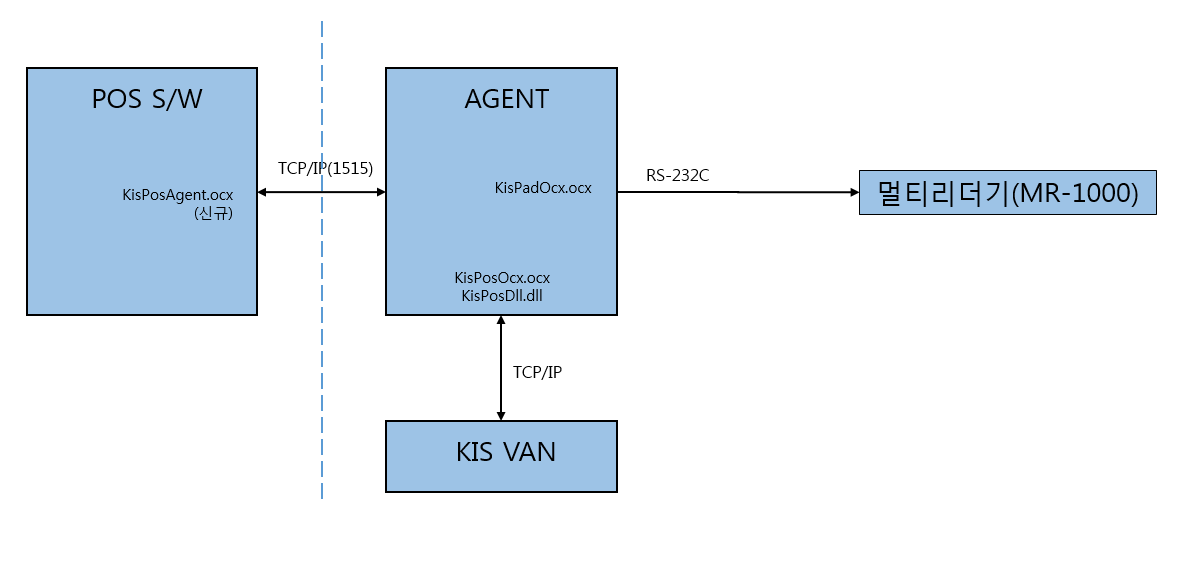 POS S/W
KisPosAgent.ocx
(신규)
TCP/IP(1515)
AGENT
KisPadOcx.ocx
KisPosOcx.ocx
KisPosDll.dll
RS-232C
멀티리더기(MR-1000)
TCP/IP
KIS VAN